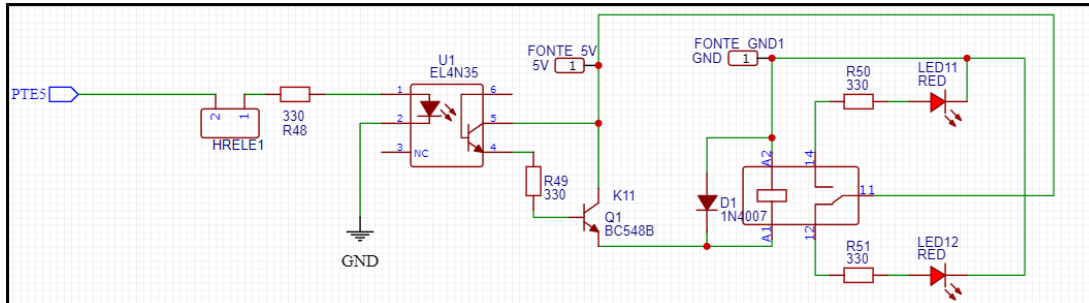 PTE5
2
1
HRELE1
330
R48
U1
EL4N35
1
2
3
NC
6
5
4
GND
R49
330
FONTE_5V
5V 1
K11
Q1
BC548B
FONTE_GND1
GND 1
D1
1N4007
A2
A1
14
11
12
R50
330
LED11
RED
R51
330
LED12
RED